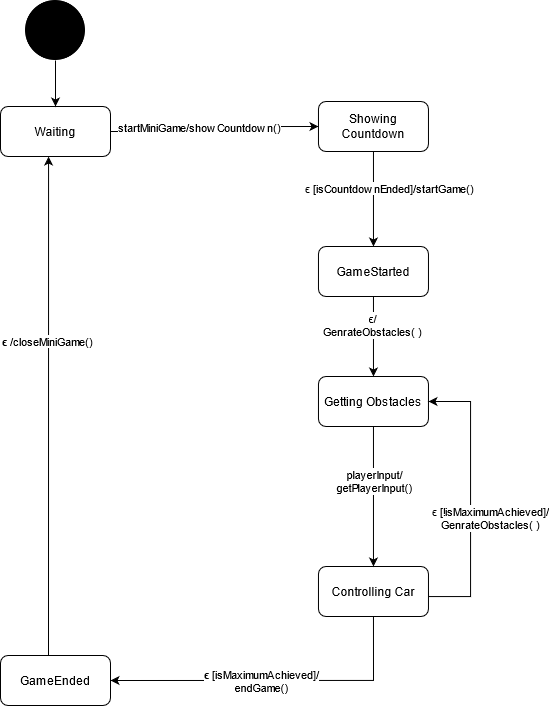 Waiting
startMiniGame/show Countdow n()
Showing
Countdown
ϵ [isCountdow nEnded]/startGame()
GameStarted
ϵ/
GenrateObstacles( )
ϵ /closeMiniGame()
Getting Obstacles
playerInput/
getPlayerInput()
ϵ [!isMaximumAchieved]/
GenrateObstacles( )
Controlling Car
ϵ [isMaximumAchieved]/
endGame()
GameEnded